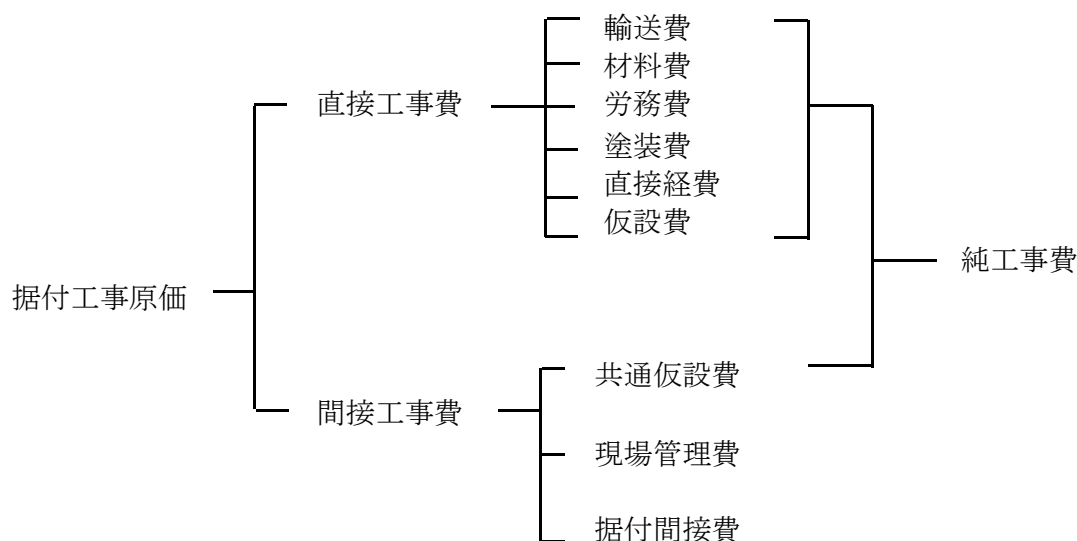 輸送費
材料費
直接工事費
労務費
塗装費
直接経費
仮設費
純工事費
据付工事原価
共通仮設費
間接工事費
現場管理費
据付間接費